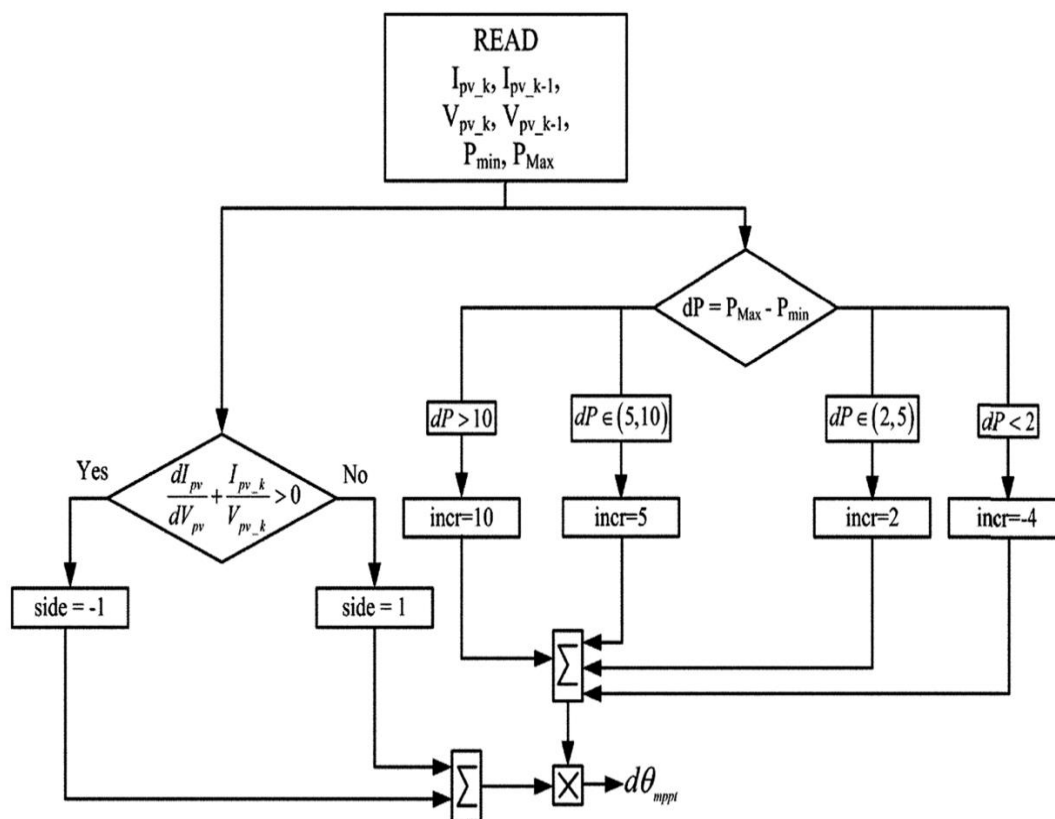 READ
I_pv_k, I_pv_k-1,
V_pv_k, V_pv_k-1,
P_min, P_Max
dP = P_Max - P_min
dP > 10
dP ∈ (5,10)
dP ∈ (2,5)
dP < 2
Yes
dI_pv/dV_pv + I_pv_k/V_pv_k > 0
No
incr=10
incr=5
incr=2
incr=-4
side = -1
side = 1
Σ
Σ
×
dθ_mppt